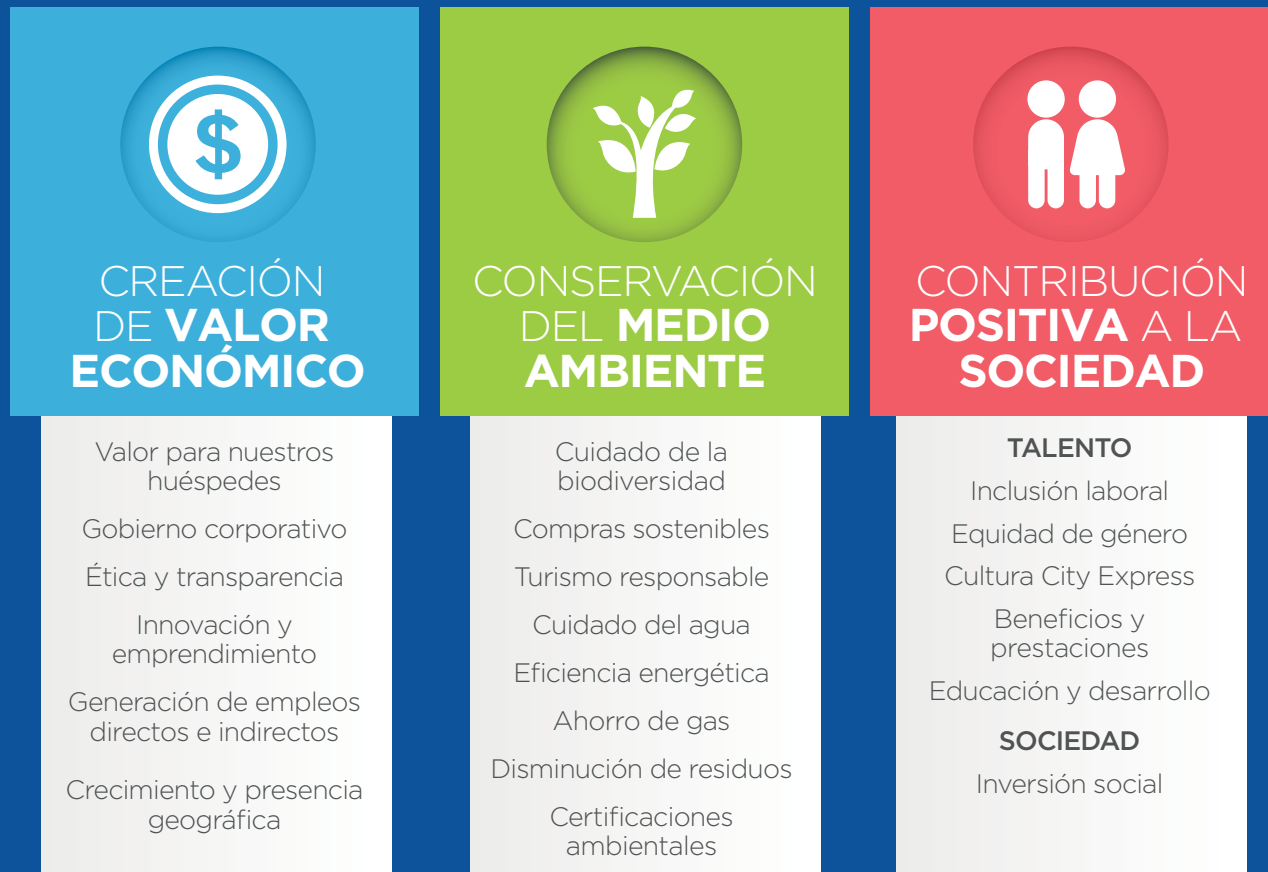 $
CREACIÓN
DE VALOR
ECONÓMICO
Valor para nuestros
huéspedes
Gobierno corporativo
Ética y transparencia
Innovación y
emprendimiento
Generación de empleos
directos e indirectos
Crecimiento y presencia
geográfica
CONSERVACIÓN
DEL MEDIO
AMBIENTE
Cuidado de la
biodiversidad
Compras sostenibles
Turismo responsable
Cuidado del agua
Eficiencia energética
Ahorro de gas
Disminución de residuos
Certificaciones
ambientales
CONTRIBUCIÓN
POSITIVA A LA
SOCIEDAD
TALENTO
Inclusión laboral
Equidad de género
Cultura City Express
Beneficios y
prestaciones
Educación y desarrollo
SOCIEDAD
Inversión social